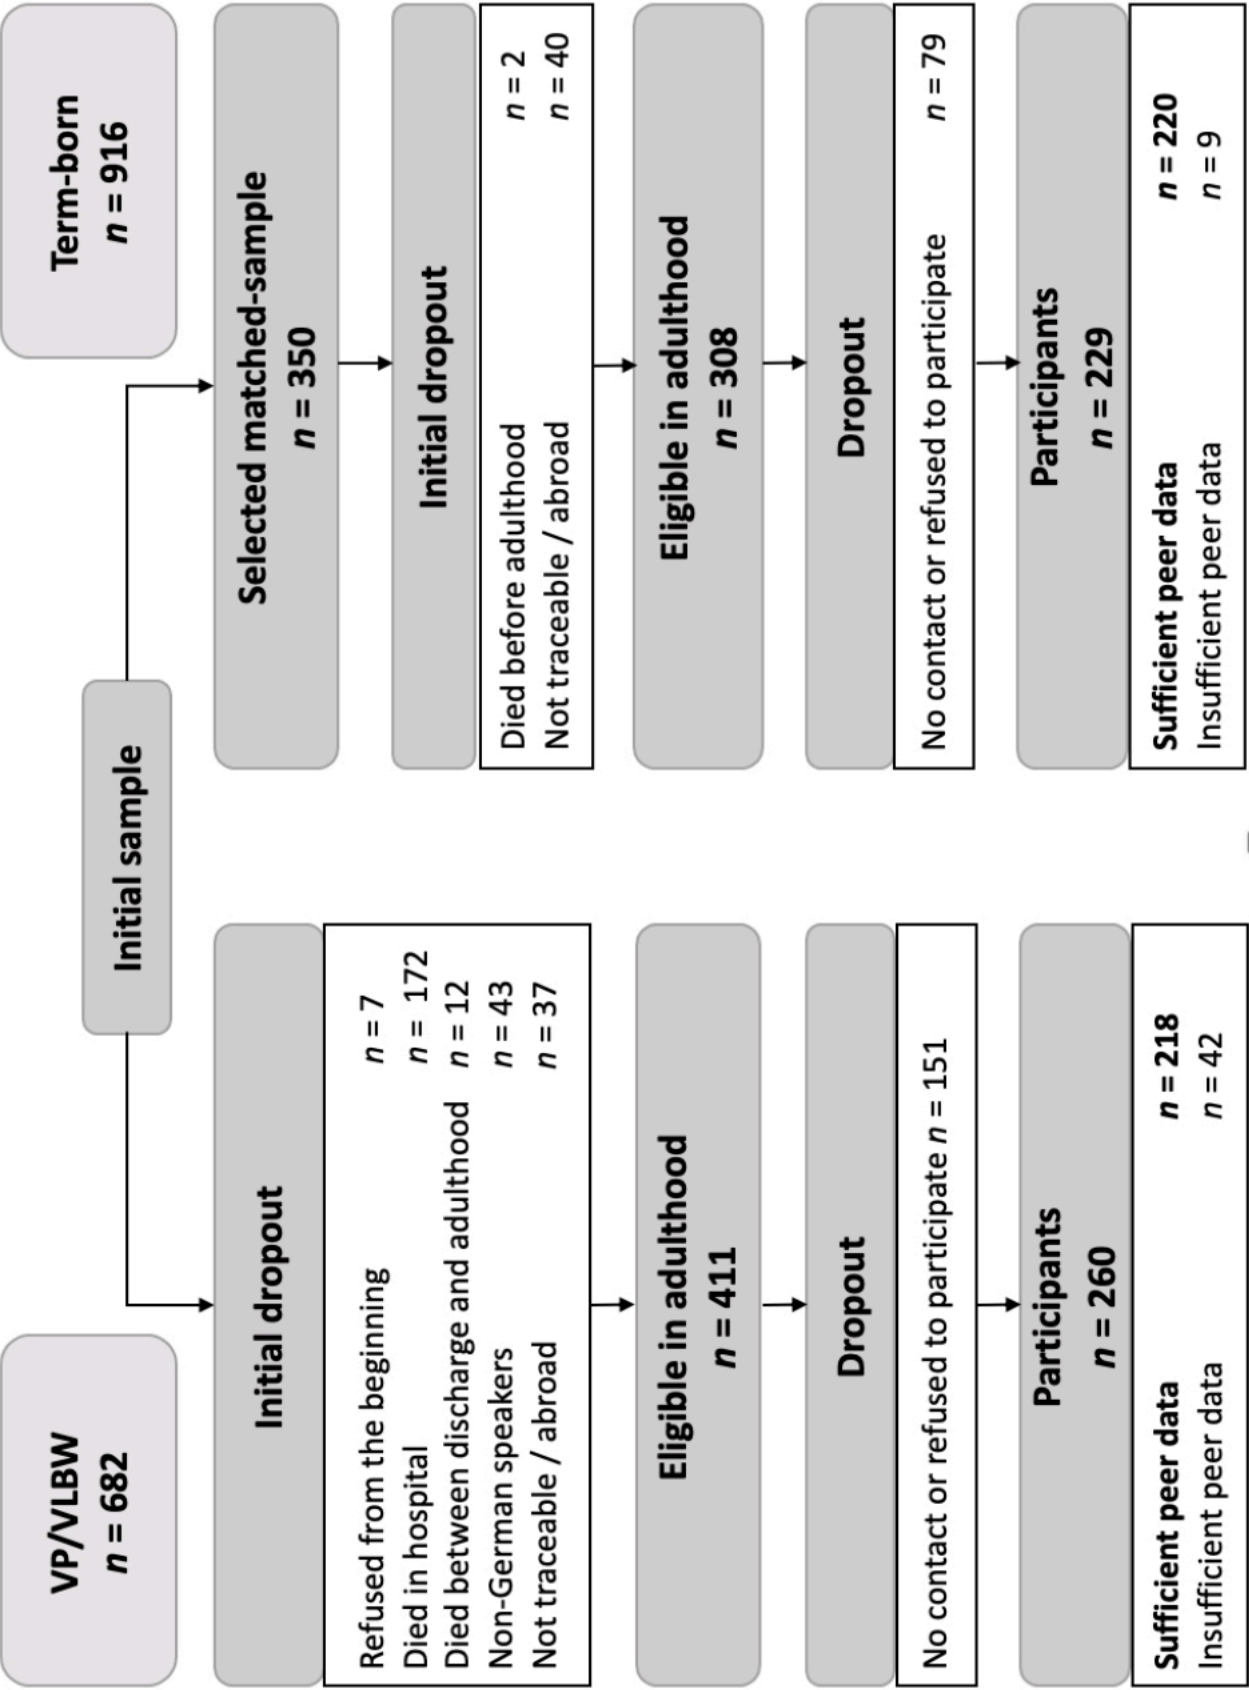 VP/VLBW
n = 682
Initial sample
Term-born
n = 916
Initial dropout
Refused from the beginning n = 7
Died in hospital n = 172
Died between discharge and adulthood n = 12
Non-German speakers n = 43
Not traceable / abroad n = 37
Eligible in adulthood
n = 411
Dropout
No contact or refused to participate n = 151
Participants
n = 260
Sufficient peer data n = 218
Insufficient peer data n = 42
Selected matched-sample
n = 350
Initial dropout
Died before adulthood n = 2
Not traceable / abroad n = 40
Eligible in adulthood
n = 308
Dropout
No contact or refused to participate n = 79
Participants
n = 229
Sufficient peer data n = 220
Insufficient peer data n = 9